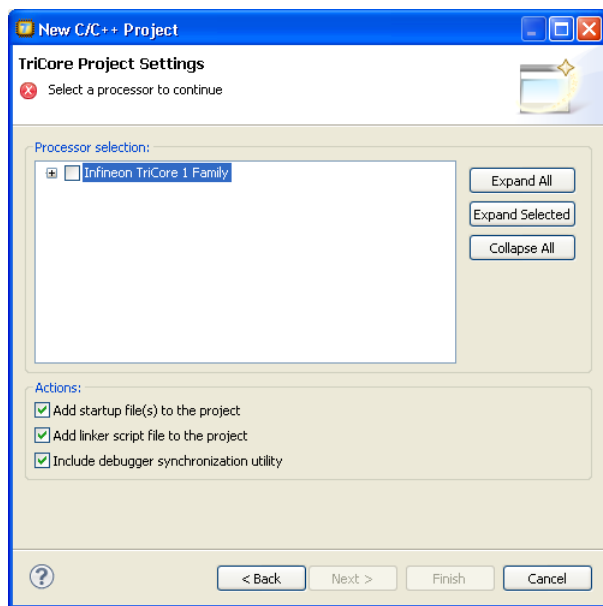 New C/C++ Project
TriCore Project Settings
Select a processor to continue
Processor selection:
Infineon TriCore 1 Family
Expand All
Expand Selected
Collapse All
Actions:
Add startup file(s) to the project
Add linker script file to the project
Include debugger synchronization utility
< Back
Next >
Finish
Cancel